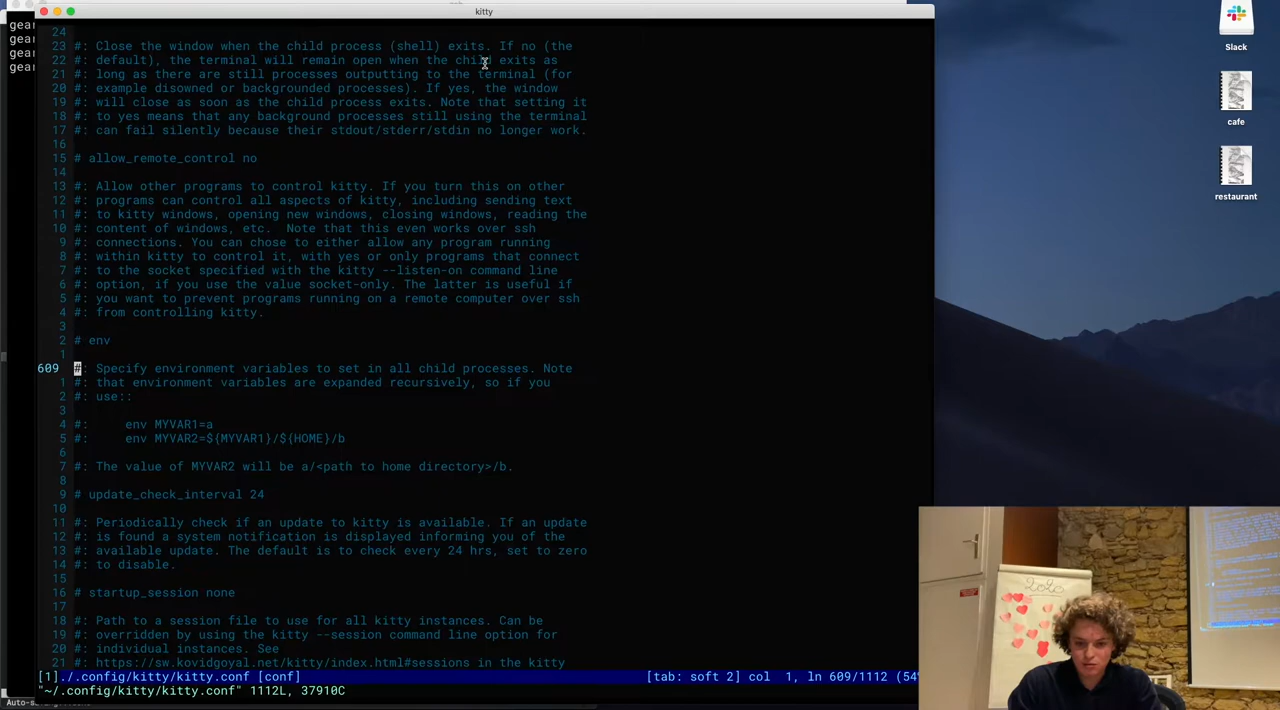 kitty
gear
gear
gear
gear
24
23 #: Close the window when the child process (shell) exits. If no (the
22 #: default), the terminal will remain open when the child exits as
21 #: long as there are still processes outputting to the terminal (for
20 #: example disowned or backgrounded processes). If yes, the window
19 #: will close as soon as the child process exits. Note that setting it
18 #: to yes means that any background processes still using the terminal
17 #: can fail silently because their stdout/stderr/stdin no longer work.
16
15 # allow_remote_control no
14
13 #: Allow other programs to control kitty. If you turn this on other
12 #: programs can control all aspects of kitty, including sending text
11 #: to kitty windows, opening new windows, closing windows, reading the
10 #: content of windows, etc.  Note that this even works over ssh
9 #: connections. You can chose to either allow any program running
8 #: within kitty to control it, with yes or only programs that connect
7 #: to the socket specified with the kitty --listen-on command line
6 #: option, if you use the value socket-only. The latter is useful if
5 #: you want to prevent programs running on a remote computer over ssh
4 #: from controlling kitty.
3
2 # env
1
609 #: Specify environment variables to set in all child processes. Note
1 #: that environment variables are expanded recursively, so if you
2 #: use::
3
4 #:     env MYVAR1=a
5 #:     env MYVAR2=${MYVAR1}/${HOME}/b
6
7 #: The value of MYVAR2 will be a/<path to home directory>/b.
8
9 # update_check_interval 24
10
11 #: Periodically check if an update to kitty is available. If an update
12 #: is found a system notification is displayed informing you of the
13 #: available update. The default is to check every 24 hrs, set to zero
14 #: to disable.
15
16 # startup_session none
17
18 #: Path to a session file to use for all kitty instances. Can be
19 #: overridden by using the kitty --session command line option for
20 #: individual instances. See
21 #: https://sw.kovidgoyal.net/kitty/index.html#sessions in the kitty
[1]./.config/kitty/kitty.conf [conf] [tab: soft 2] col  1, ln 609/1112 (54%
"~/.config/kitty/kitty.conf" 1112L, 37910C
Slack
cafe
restaurant
2020